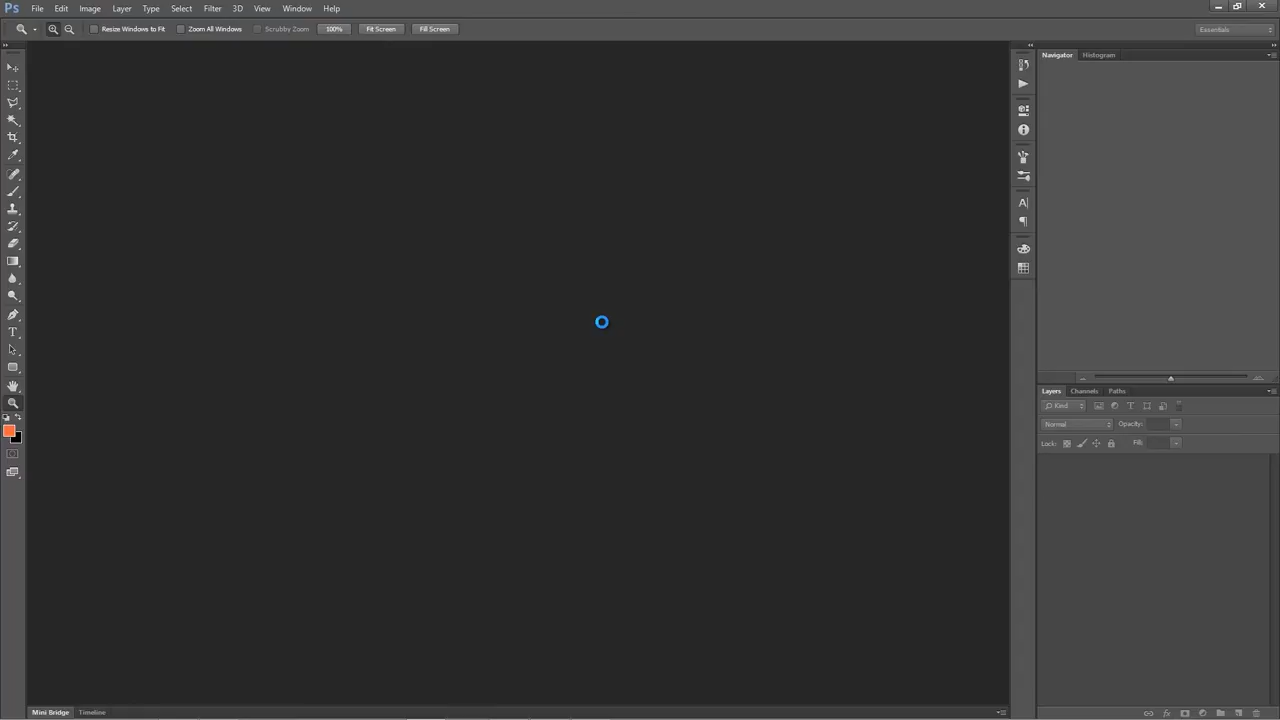 Ps File Edit Image Layer Type Select Filter 3D View Window Help
Resize Windows to Fit Zoom All Windows Scrubby Zoom 100% Fit Screen Fill Screen Essentials
Navigator Histogram
Layers Channels Paths
Kind
Normal Opacity:
Lock: Fill:
Mini Bridge Timeline